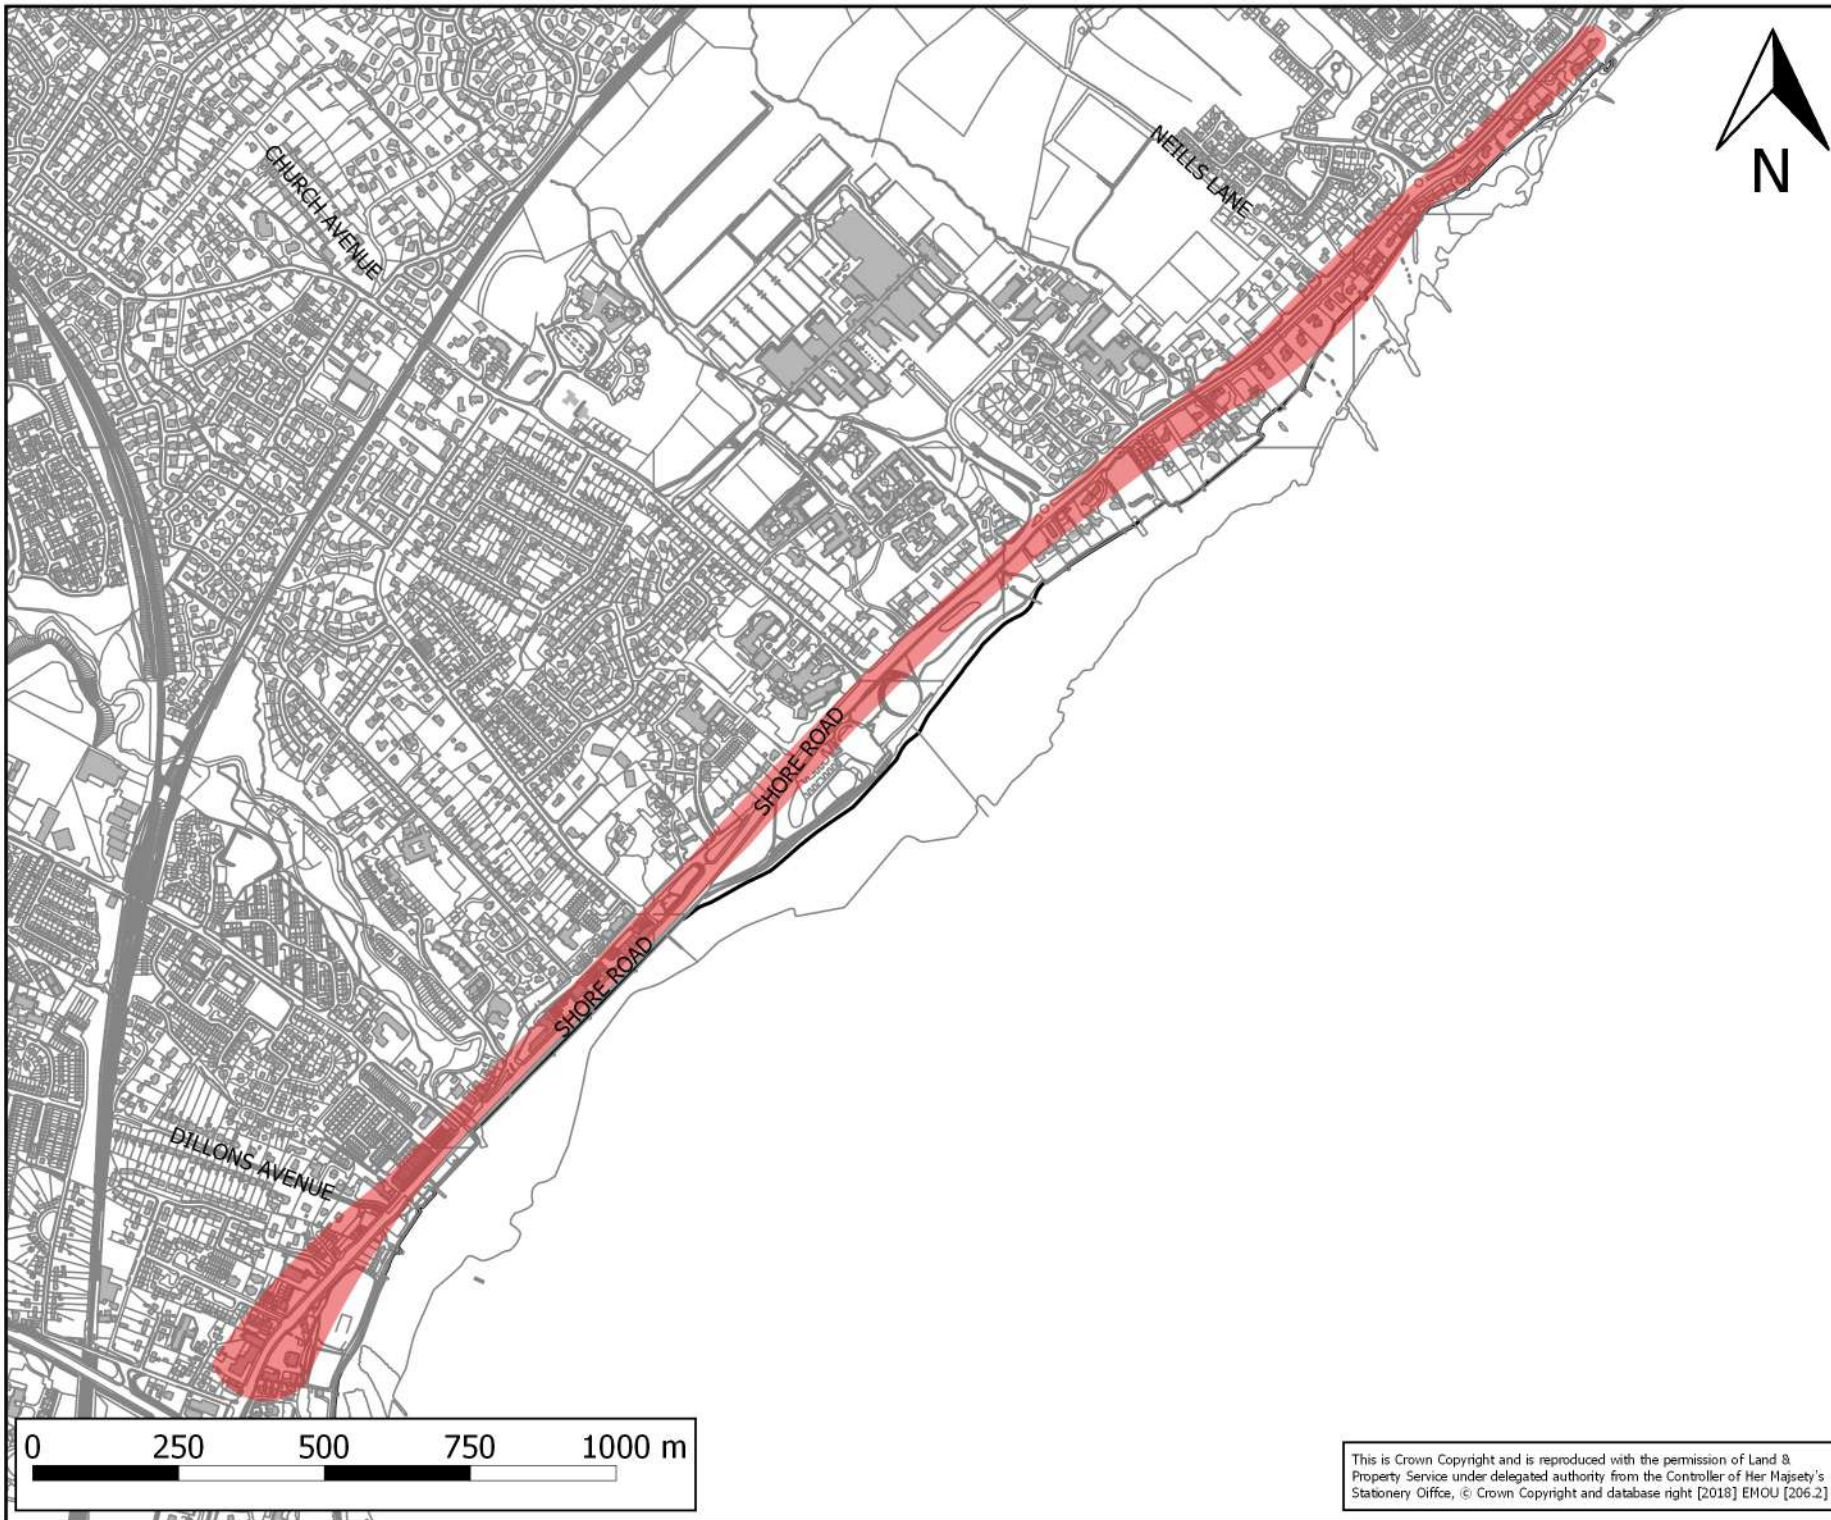 N
NEILLS LANE
CHURCH AVENUE
SHORE ROAD
SHORE ROAD
DILLONS AVENUE
0 250 500 750 1000 m
This is Crown Copyright and is reproduced with the permission of Land &
Property Service under delegated authority from the Controller of Her Majsety's
Stationery Oiffce, © Crown Copyright and database right [2018] EMOU [206.2]